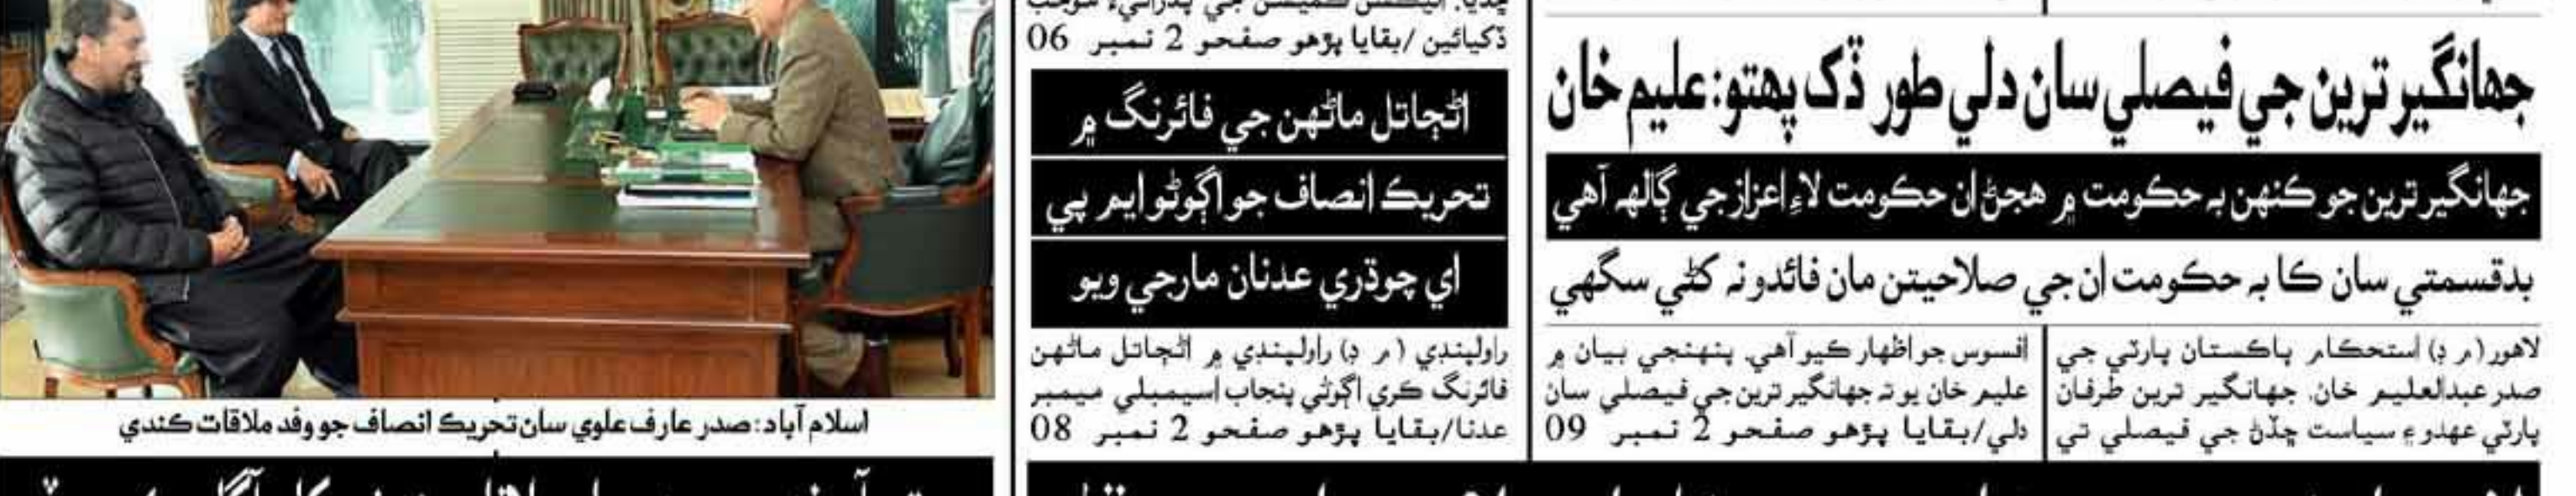 جهانگير ترين جي فيصلي سان دلي طور ڏک پهتو: عليم خان
جهانگير ترين جو ڪنهن به حڪومت ۾ هجڻ ان حڪومت لاءِ اعزاز جي ڳالهه آهي
بدقسمتي سان ڪا به حڪومت ان جي صلاحيتن مان فائدو نه کڻي سگهي
لاهور (م ڊ) استحڪام پاڪستان پارٽي جي
صدر عبدالعليم خان، جهانگير ترين طرفان
پارٽي عهدو ۽ سياست ڇڏڻ جي فيصلي تي
افسوس جو اظهار ڪيو آهي. پنهنجي بيان ۾
عليم خان يو ته جهانگير ترين جي فيصلي سان
دلي/بقايا پڙهو صفحو 2 نمبر 09
ڏکيائين /بقايا پڙهو صفحو 2 نمبر 06
اڻڄاتل ماڻهن جي فائرنگ ۾
تحريڪ انصاف جو اڳوڻو ايم پي
اي چوڌري عدنان مارجي ويو
راولپنڊي (م ڊ) راولپنڊي ۾ اڻڄاتل ماڻهن
فائرنگ ڪري اڳوڻي پنجاب اسيمبلي ميمبر
عدنا/بقايا پڙهو صفحو 2 نمبر 08
اسلام آباد: صدر عارف علوي سان تحريڪ انصاف جو وفد ملاقات ڪندي